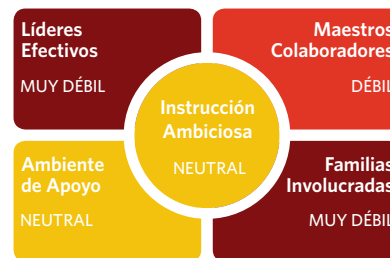 Líderes
Efectivos
MUY DÉBIL
Maestros
Colaboradores
DÉBIL
Instrucción
Ambiciosa
NEUTRAL
Ambiente
de Apoyo
NEUTRAL
Familias
Involucradas
MUY DÉBIL